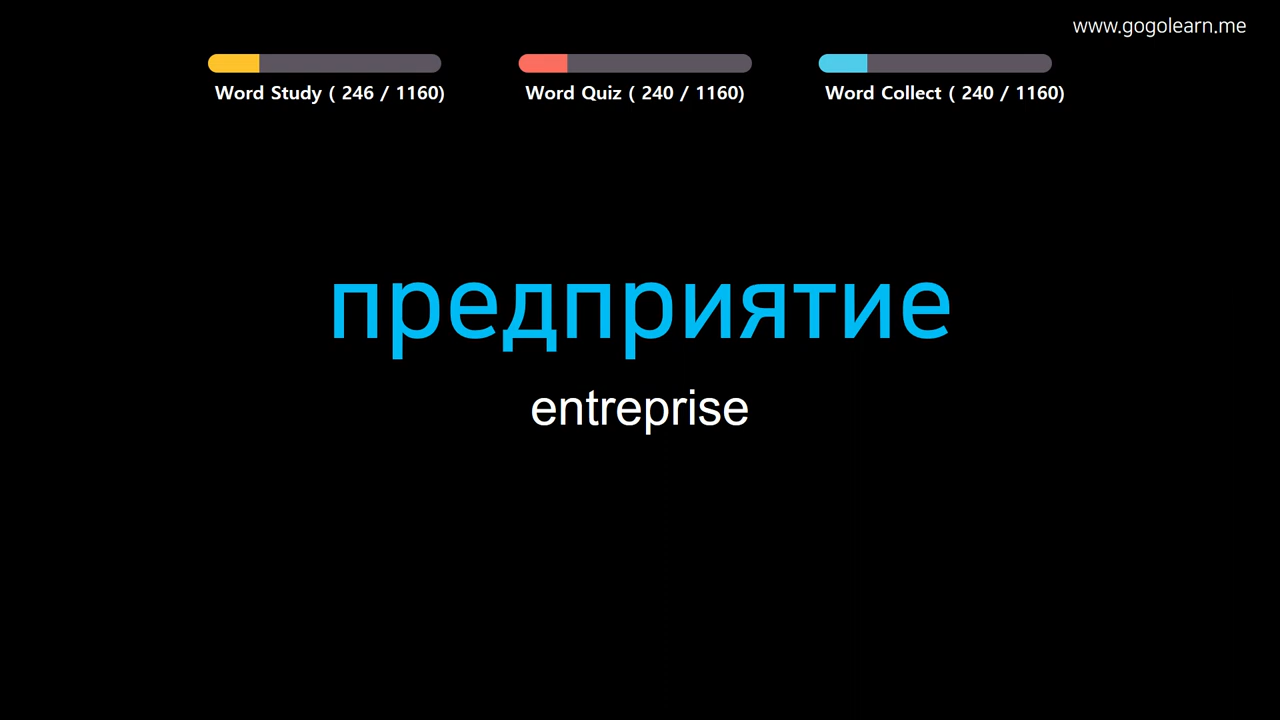 www.gogolearn.me
Word Study ( 246 / 1160)
Word Quiz ( 240 / 1160)
Word Collect ( 240 / 1160)
предприятие
entreprise